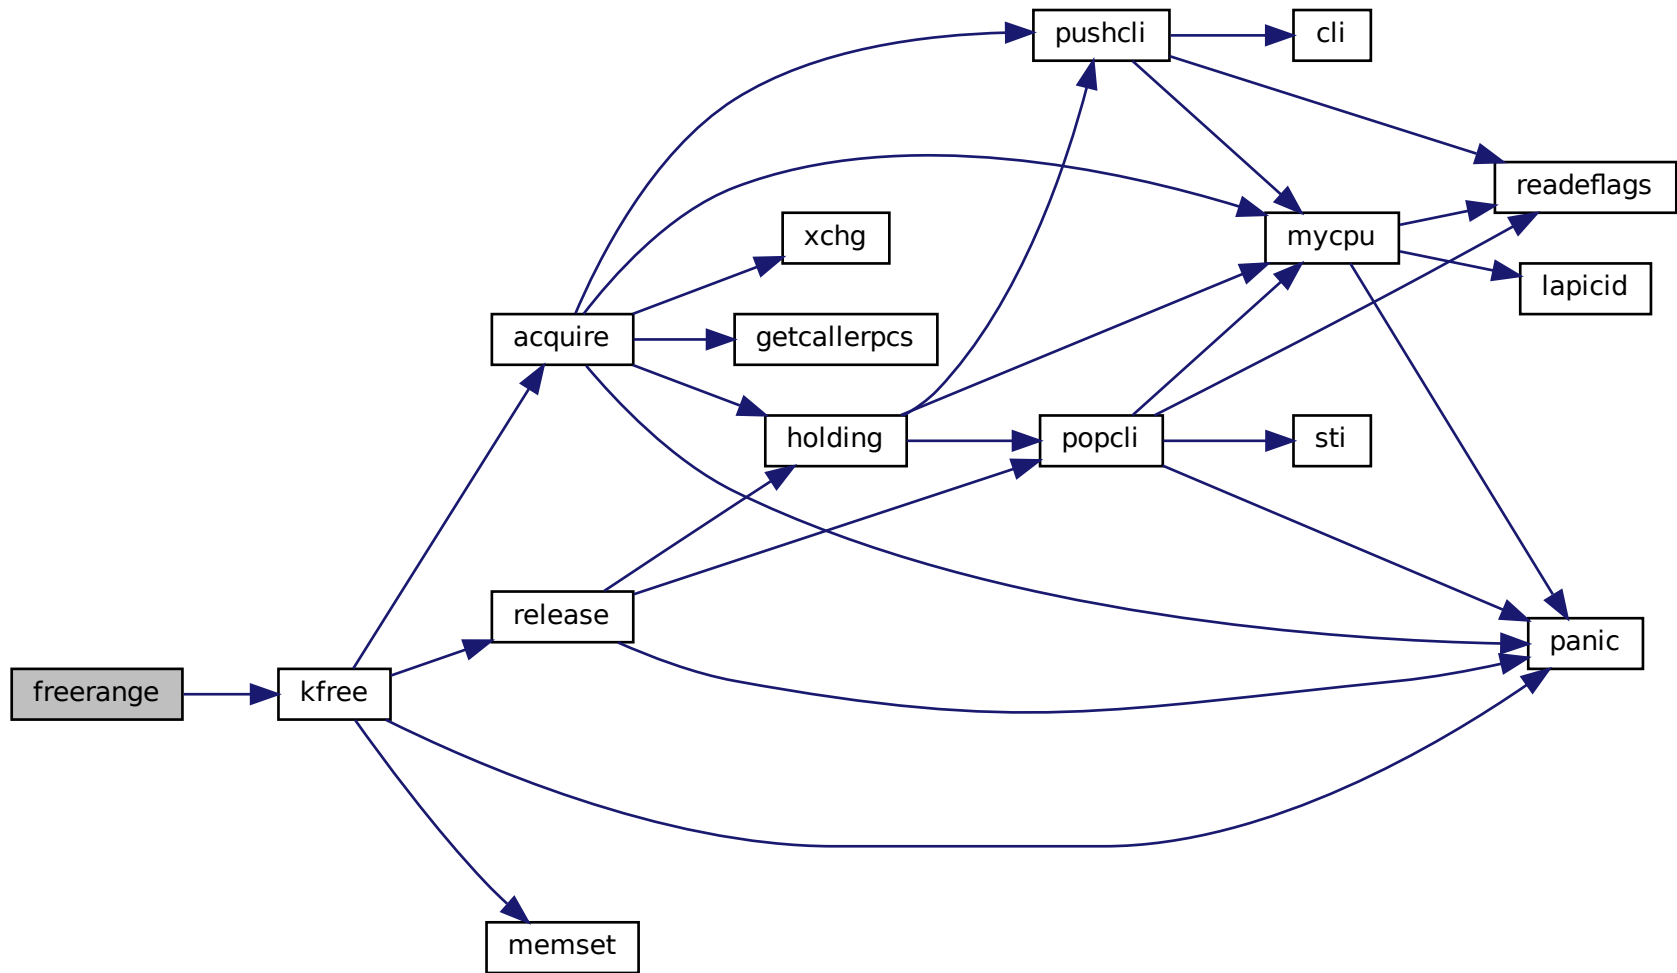 pushcli
cli
readeflags
xchg
mycpu
lapicid
acquire
getcallerpcs
holding
popcli
sti
release
panic
freerange
kfree
memset